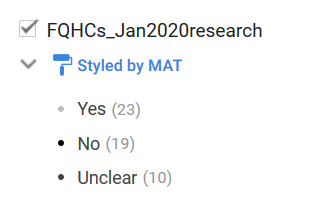 FQHCs_Jan2020research
Styled by MAT
Yes (23)
No (19)
Unclear (10)